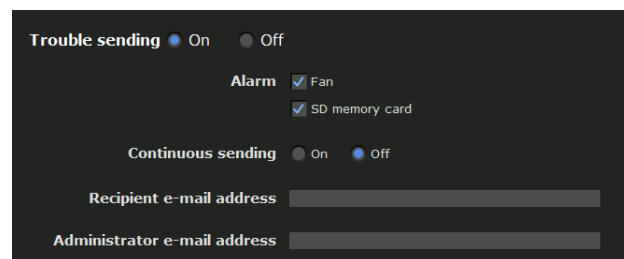 Trouble sending On Off
Alarm Fan
SD memory card
Continuous sending On Off
Recipient e-mail address
Administrator e-mail address